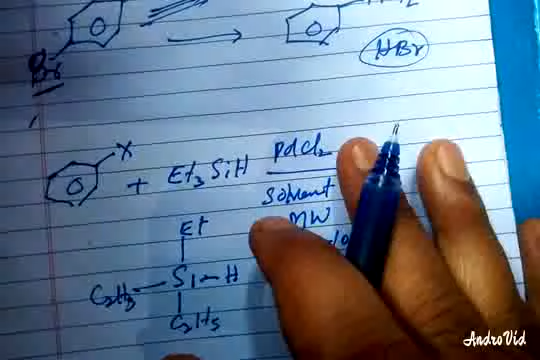 Br
HBr
X
+ Et3SiH
PdCl2
Solvent
MW
Et
Si-H
C2H5
C2H5
AndroVid